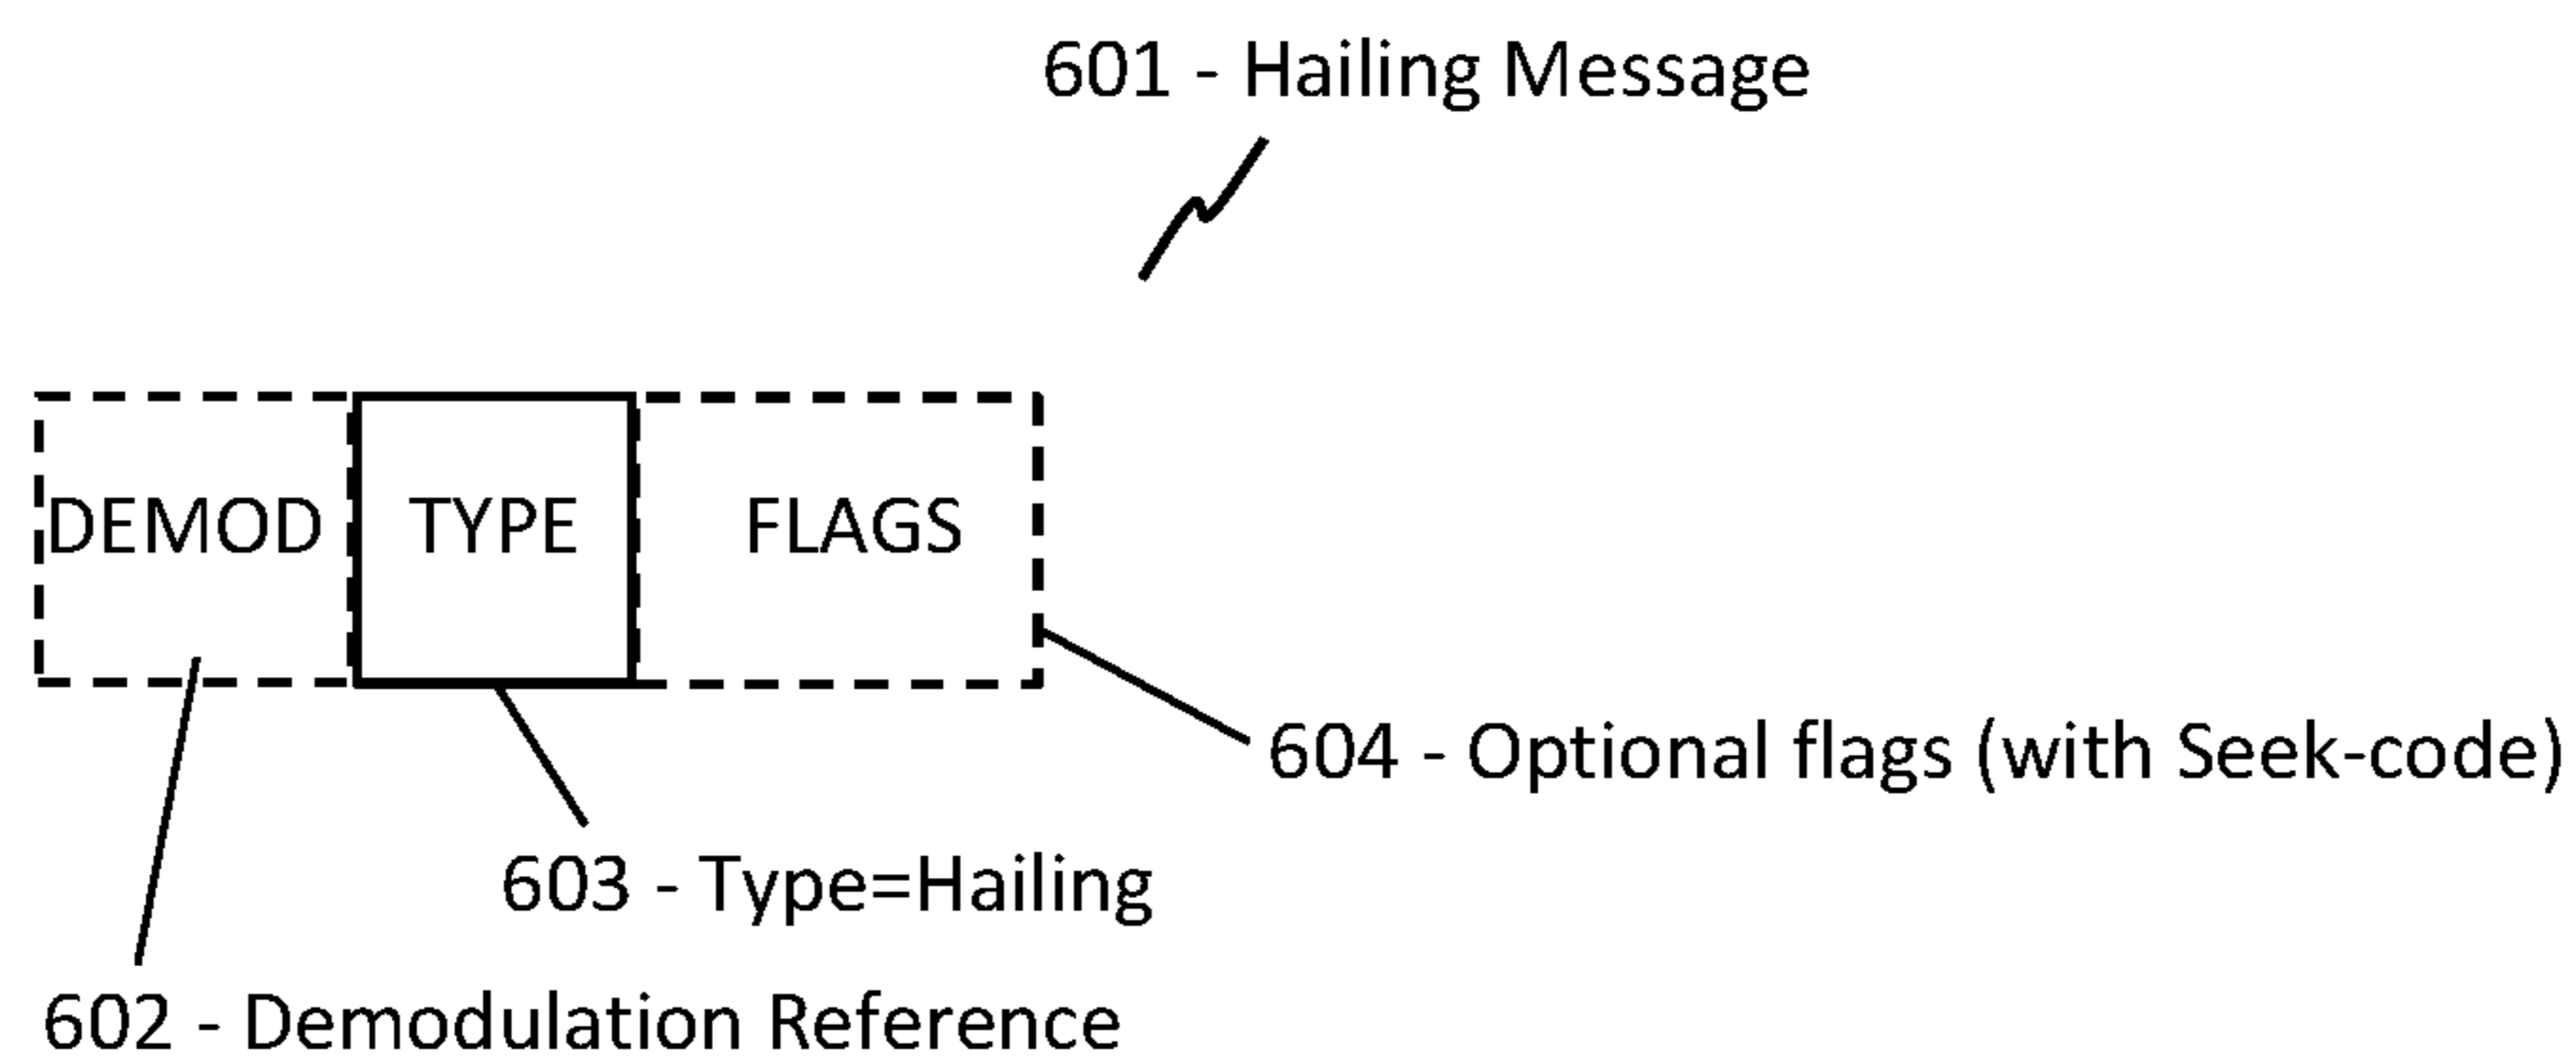 601 - Hailing Message
DEMOD TYPE FLAGS
604 - Optional flags (with Seek-code)
603 - Type=Hailing
602 - Demodulation Reference